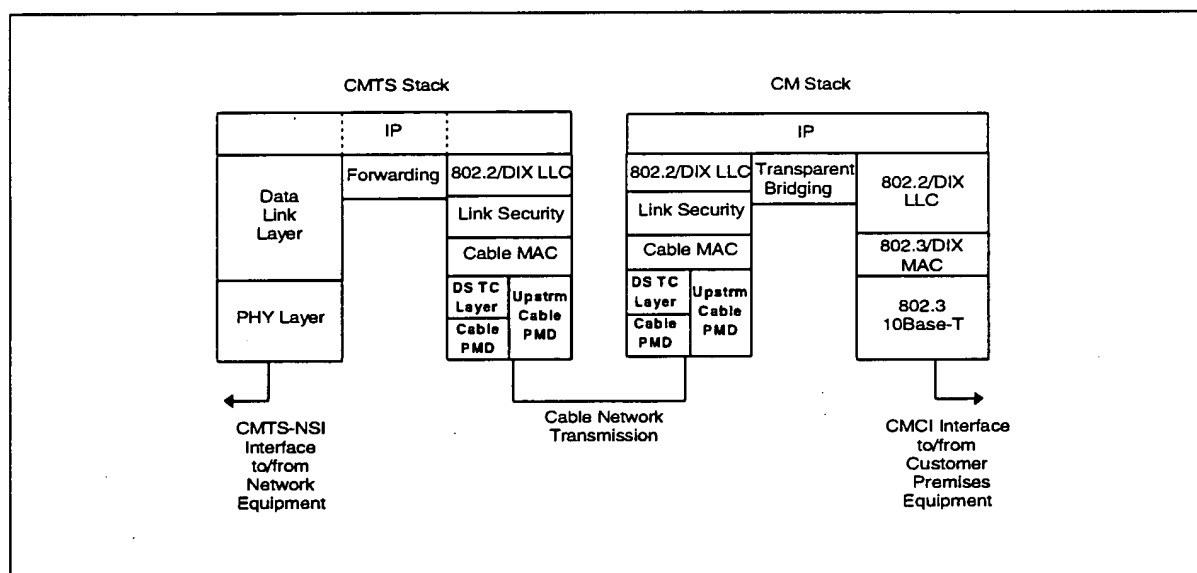 CMTS Stack
CM Stack
IP
IP
Data
Link
Layer
Forwarding
802.2/DIX LLC
Link Security
Cable MAC
PHY Layer
DS TC
Layer
Cable
PMD
Upstrm
Cable
PMD
802.2/DIX LLC
Link Security
Cable MAC
DS TC
Layer
Cable
PMD
Upstrm
Cable
PMD
Transparent
Bridging
802.2/DIX
LLC
802.3/DIX
MAC
802.3
10Base-T
CMTS-NSI
Interface
to/from
Network
Equipment
Cable Network
Transmission
CMCI Interface
to/from
Customer
Premises
Equipment